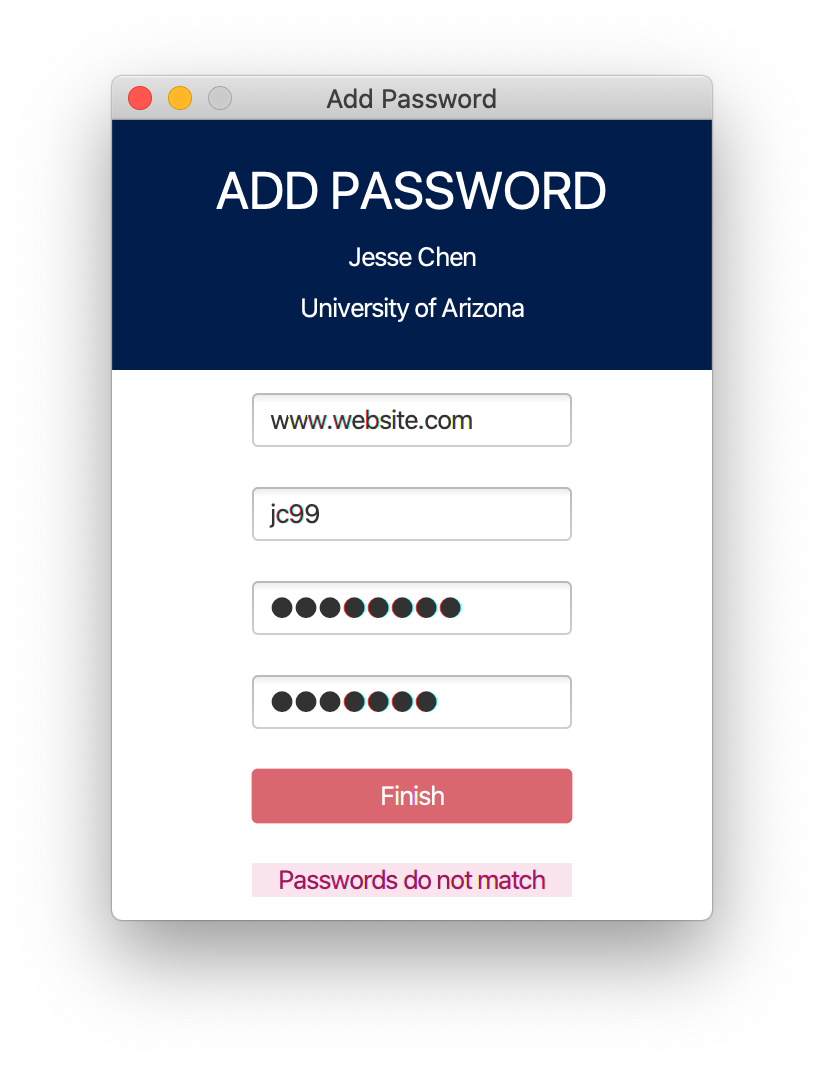 Add Password
ADD PASSWORD
Jesse Chen
University of Arizona
www.website.com
jc99
●●●●●●●●
●●●●●●●
Finish
Passwords do not match